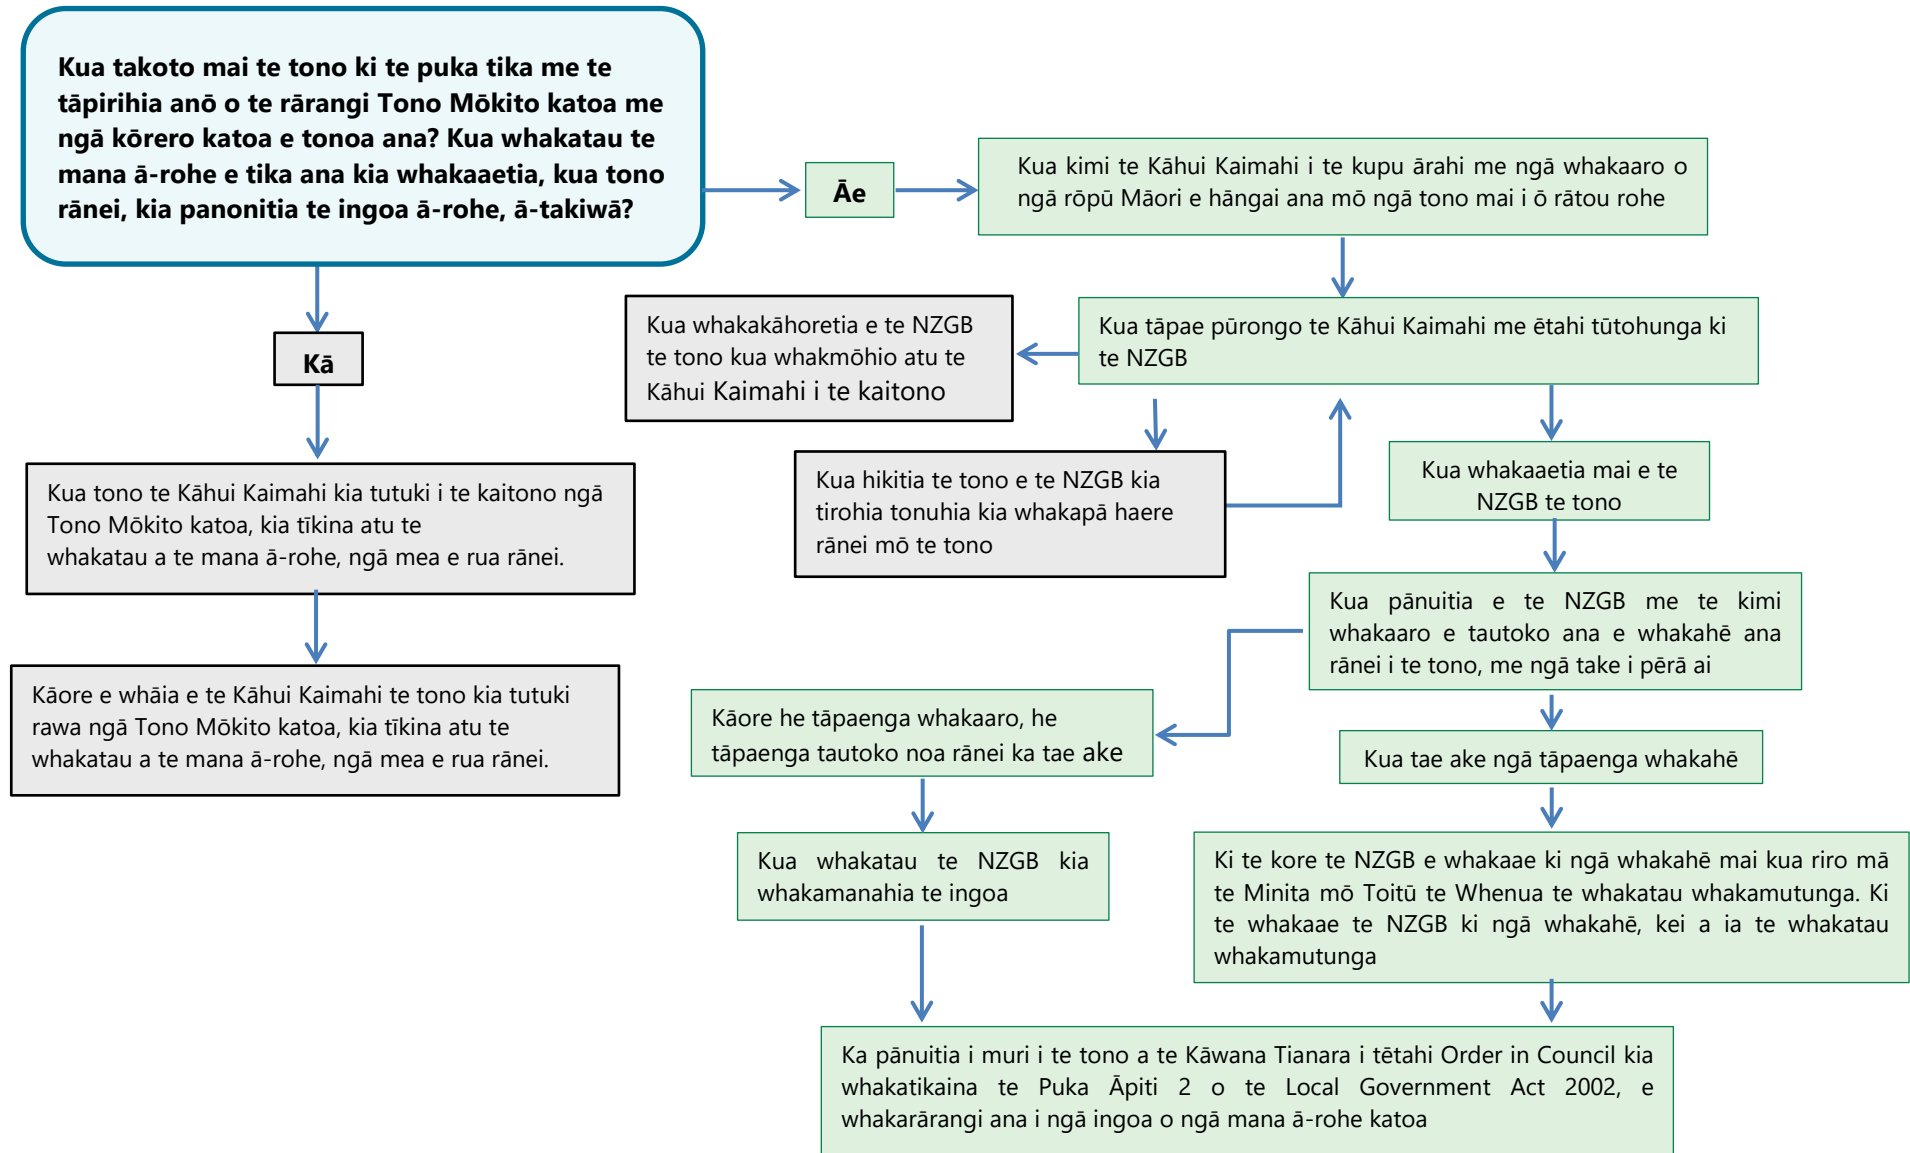 Kua takoto mai te tono ki te puka tika me te
tāpirihia anō o te rārangi Tono Mōkito katoa me
ngā kōrero katoa e tonoa ana? Kua whakatau te
mana ā-rohe e tika ana kia whakaaetia, kua tono
rānei, kia panonitia te ingoa ā-rohe, ā-takiwā?
Āe
Kua kimi te Kāhui Kaimahi i te kupu ārahi me ngā whakaaro o
ngā rōpū Māori e hāngai ana mō ngā tono mai i ō rātou rohe
Kā
Kua tono te Kāhui Kaimahi kia tutuki i te kaitono ngā
Tono Mōkito katoa, kia tīkina atu te
whakatau a te mana ā-rohe, ngā mea e rua rānei.
Kāore e whāia e te Kāhui Kaimahi te tono kia tutuki
rawa ngā Tono Mōkito katoa, kia tīkina atu te
whakatau a te mana ā-rohe, ngā mea e rua rānei.
Kua tāpae pūrongo te Kāhui Kaimahi me ētahi tūtohunga ki
te NZGB
Kua whakakāhoretia e te NZGB
te tono kua whakmōhio atu te
Kāhui Kaimahi i te kaitono
Kua hikitia te tono e te NZGB kia
tirohia tonuhia kia whakapā haere
rānei mō te tono
Kua whakaaetia mai e te
NZGB te tono
Kua pānuitia e te NZGB me te kimi
whakaaro e tautoko ana e whakahē ana
rānei i te tono, me ngā take i pērā ai
Kāore he tāpaenga whakaaro, he
tāpaenga tautoko noa rānei ka tae ake
Kua tae ake ngā tāpaenga whakahē
Kua whakatau te NZGB kia
whakamanahia te ingoa
Ki te kore te NZGB e whakaae ki ngā whakahē mai kua riro mā
te Minita mō Toitū te Whenua te whakatau whakamutunga. Ki
te whakaae te NZGB ki ngā whakahē, kei a ia te whakatau
whakamutunga
Ka pānuitia i muri i te tono a te Kāwana Tianara i tētahi Order in Council kia
whakatikaina te Puka Āpiti 2 o te Local Government Act 2002, e
whakarārangi ana i ngā ingoa o ngā mana ā-rohe katoa